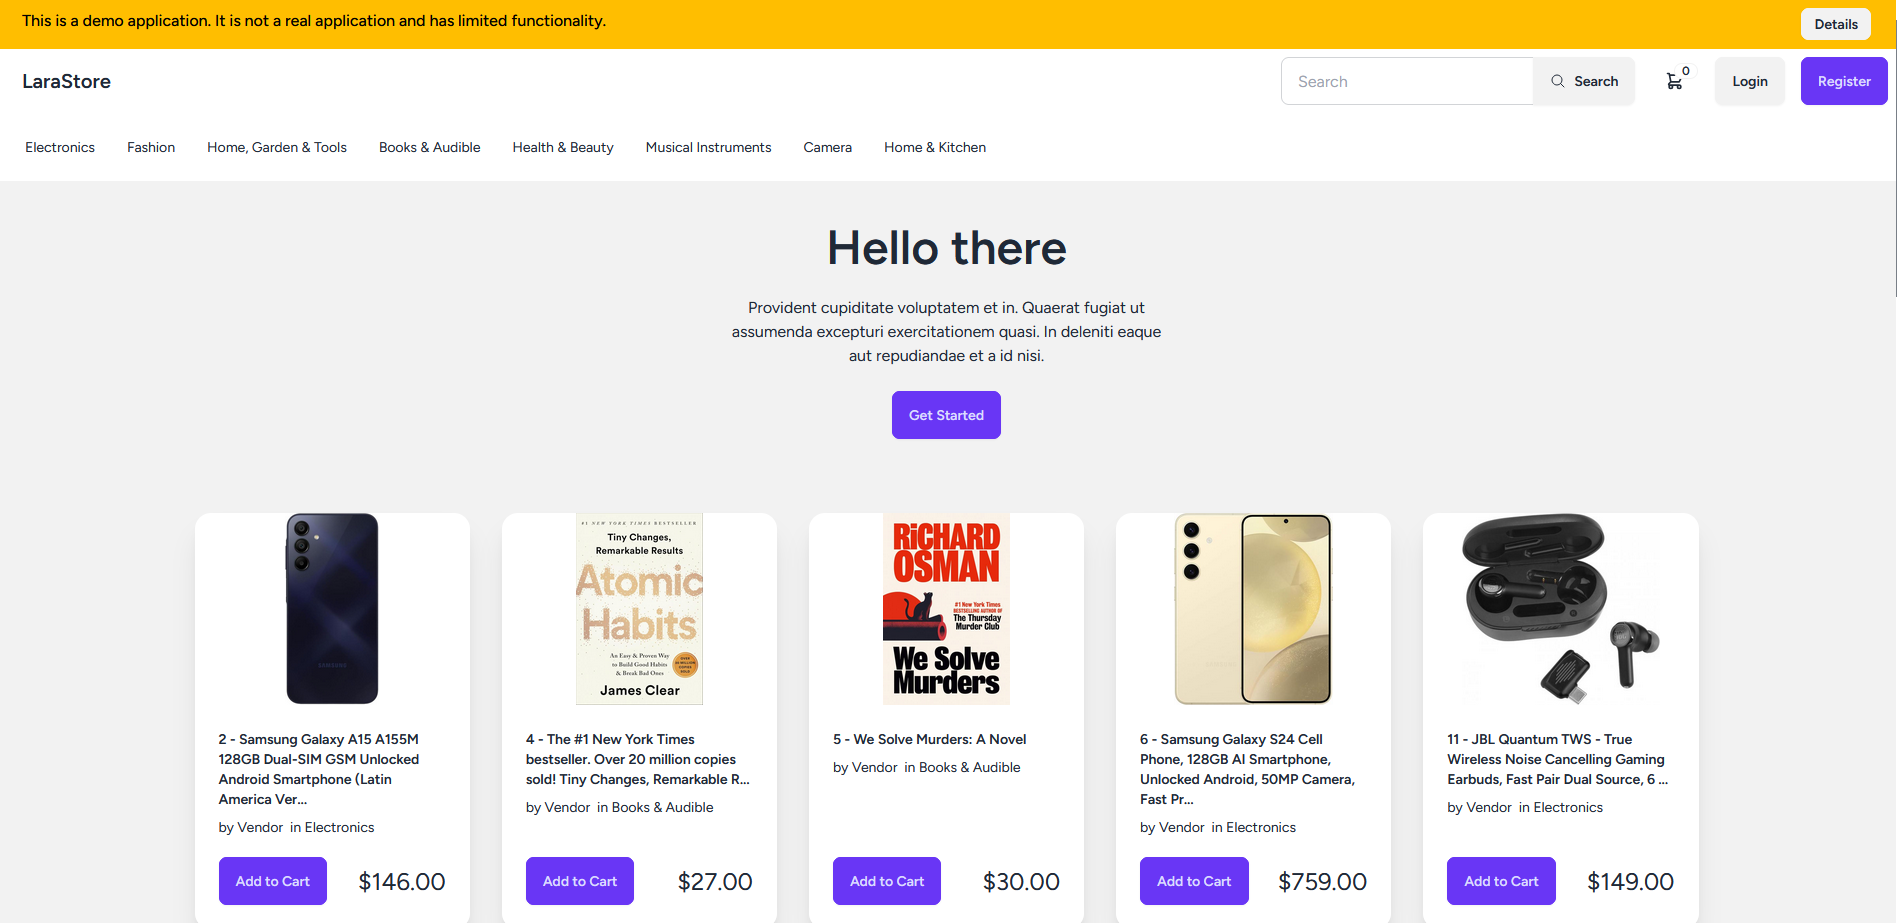 This is a demo application. It is not a real application and has limited functionality.
Details
LaraStore
Search
Search
0
Login
Register
Electronics
Fashion
Home, Garden & Tools
Books & Audible
Health & Beauty
Musical Instruments
Camera
Home & Kitchen
Hello there
Provident cupiditate voluptatem et in. Quaerat fugiat ut
assumenda excepturi exercitationem quasi. In deleniti eaque
aut repudiandae et a id nisi.
Get Started
SAMSUNG
2 - Samsung Galaxy A15 A155M
128GB Dual-SIM GSM Unlocked
Android Smartphone (Latin
America Ver...
by Vendor in Electronics
Add to Cart
$146.00
#1 NEW YORK TIMES BESTSELLER
Tiny Changes,
Remarkable Results
Atomic
Habits
An Easy & Proven Way
to Build Good Habits
& Break Bad Ones
James Clear
4 - The #1 New York Times
bestseller. Over 20 million copies
sold! Tiny Changes, Remarkable R...
by Vendor in Books & Audible
Add to Cart
$27.00
RiCHARD
OSMAN
#1 New York Times
BESTSELLING AUTHOR OF
The Thursday
Murder Club
We Solve
Murders
5 - We Solve Murders: A Novel
by Vendor in Books & Audible
Add to Cart
$30.00
6 - Samsung Galaxy S24 Cell
Phone, 128GB AI Smartphone,
Unlocked Android, 50MP Camera,
Fast Pr...
by Vendor in Electronics
Add to Cart
$759.00
11 - JBL Quantum TWS - True
Wireless Noise Cancelling Gaming
Earbuds, Fast Pair Dual Source, 6 ...
by Vendor in Electronics
Add to Cart
$149.00